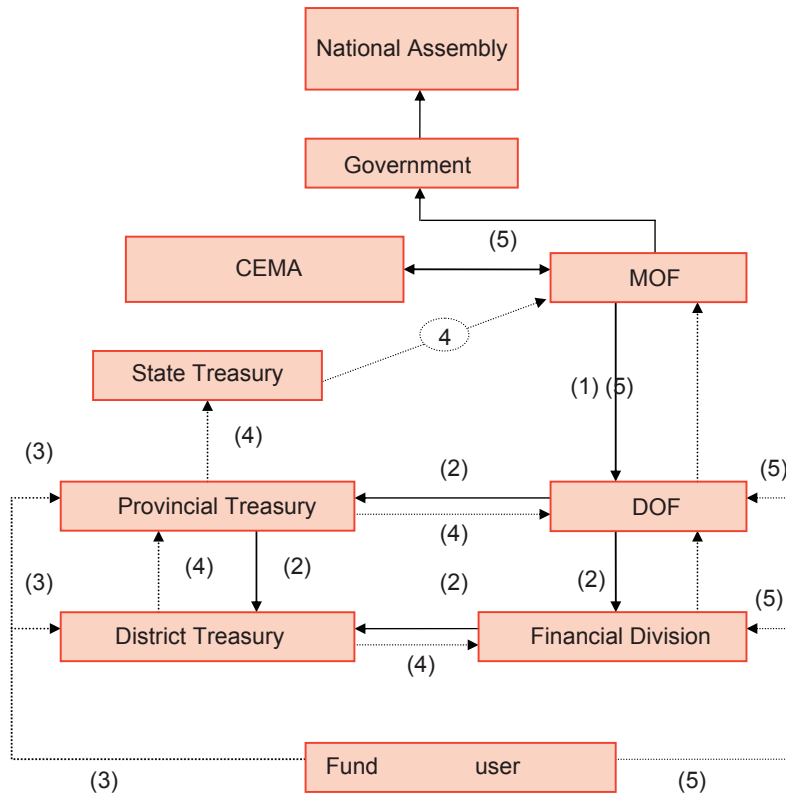 National Assembly
Government
(5)
CEMA
MOF
4
State Treasury
(1) (5)
(4)
(3)
(2)
(5)
Provincial Treasury
DOF
(4)
(4)
(2)
(2)
(2)
(3)
(5)
District Treasury
Financial Division
(4)
Fund user
(3)
(5)